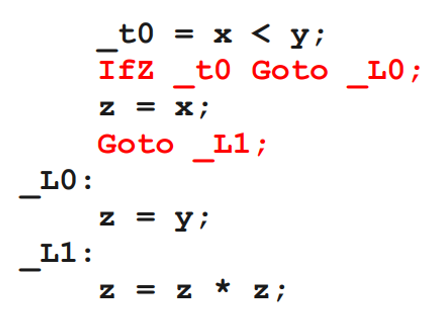 _t0 = x < y;
IfZ _t0 Goto _L0;
z = x;
Goto _L1;
_L0:
z = y;
_L1:
z = z * z;